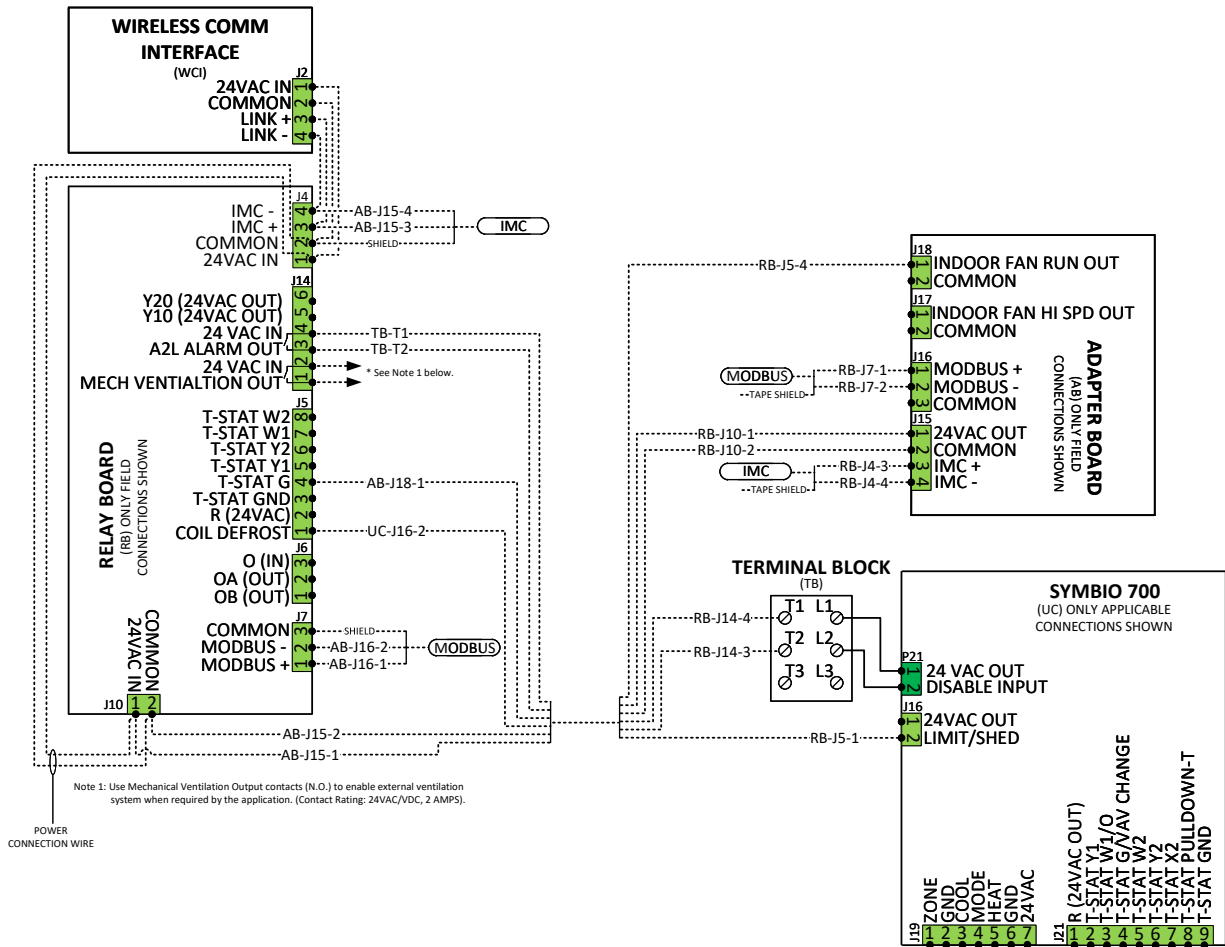 WIRELESS COMM
INTERFACE
(WCI)
J2
24VAC IN 1
COMMON 2
LINK + 3
LINK - 4
J4
IMC - 4 AB-J15-4
IMC + 3 AB-J15-3
COMMON 2 SHIELD
24VAC IN 1
IMC
J14
Y20 (24VAC OUT) 6
Y10 (24VAC OUT) 5
24 VAC IN 4 TB-T1
A2L ALARM OUT 3 TB-T2
24 VAC IN 2
MECH VENTIALTION OUT 1
* See Note 1 below.
J5
T-STAT W2 8
T-STAT W1 7
T-STAT Y2 6
T-STAT Y1 5
T-STAT G 4 AB-J18-1
T-STAT GND 3
R (24VAC) 2
COIL DEFROST 1 UC-J16-2
RELAY BOARD
(RB) ONLY FIELD
CONNECTIONS SHOWN
J6
O (IN) 3
OA (OUT) 2
OB (OUT) 1
J7
COMMON 3 SHIELD
MODBUS - 2 AB-J16-2
MODBUS + 1 AB-J16-1
MODBUS
24VAC IN
COMMON
J10 1 2
AB-J15-2
AB-J15-1
POWER
CONNECTION WIRE
Note 1: Use Mechanical Ventilation Output contacts (N.O.) to enable external ventilation
system when required by the application. (Contact Rating: 24VAC/VDC, 2 AMPS).
J18
RB-J5-4 1 INDOOR FAN RUN OUT
2 COMMON
J17
1 INDOOR FAN HI SPD OUT
2 COMMON
J16
MODBUS
RB-J7-1 1 MODBUS +
RB-J7-2 2 MODBUS -
TAPE SHIELD 3 COMMON
J15
RB-J10-1 1 24VAC OUT
RB-J10-2 2 COMMON
IMC
RB-J4-3 3 IMC +
RB-J4-4 4 IMC -
TAPE SHIELD
ADAPTER BOARD
(AB) ONLY FIELD
CONNECTIONS SHOWN
TERMINAL BLOCK
(TB)
RB-J14-4 T1 L1
RB-J14-3 T2 L2
T3 L3
SYMBIO 700
(UC) ONLY APPLICABLE
CONNECTIONS SHOWN
P21
1 24 VAC OUT
2 DISABLE INPUT
J16
1 24VAC OUT
RB-J5-1 2 LIMIT/SHED
J19
1 ZONE
2 GND
3 COOL
4 MODE
5 HEAT
6 GND
7 24VAC
J21
1 R (24VAC OUT)
2 T-STAT Y1
3 T-STAT W1/O
4 T-STAT G/VAV CHANGE
5 T-STAT W2
6 T-STAT Y2
7 T-STAT X2
8 T-STAT PULLDOWN-T
9 T-STAT GND